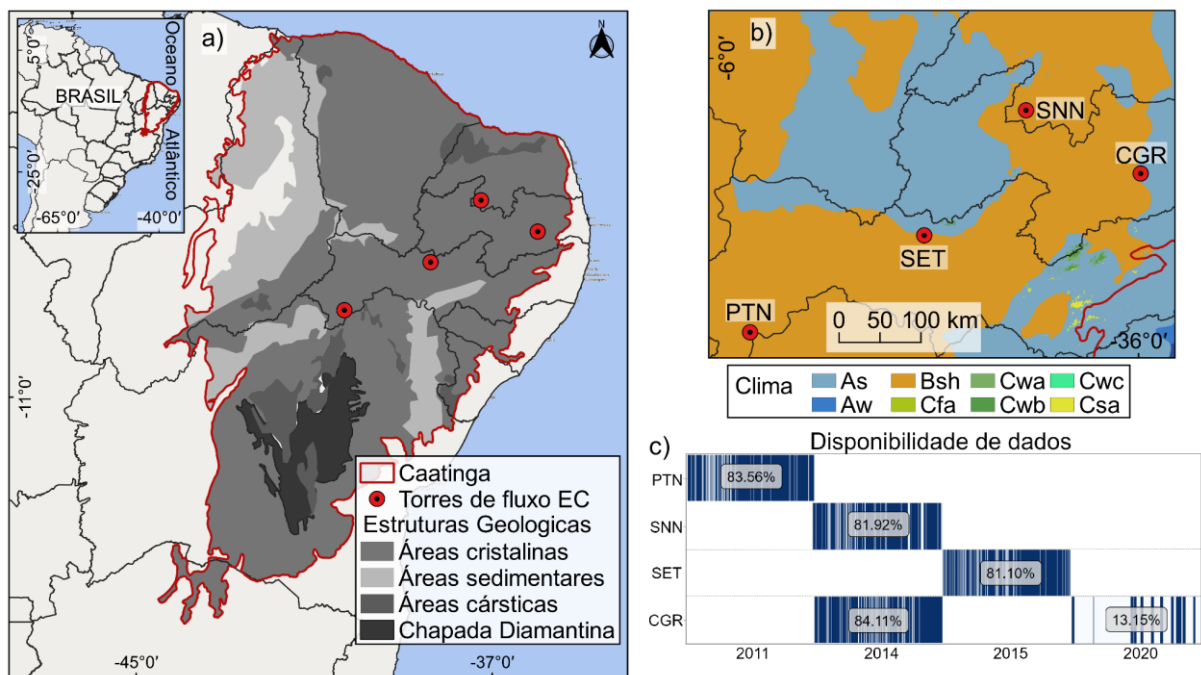 a)
N
Oceano
Atlântico
BRASIL
5°0′
-25°0′
-65°0′
-40°0′
-11°0′
-45°0′
-37°0′
Caatinga
Torres de fluxo EC
Estruturas Geologicas
Áreas cristalinas
Áreas sedimentares
Áreas cársticas
Chapada Diamantina
b)
-6°0′
SNN
CGR
SET
PTN
0 50 100 km
-36°0′
Clima
As Bsh Cwa Cwc
Aw Cfa Cwb Csa
c)
Disponibilidade de dados
PTN 83.56%
SNN 81.92%
SET 81.10%
CGR 84.11% 13.15%
2011 2014 2015 2020